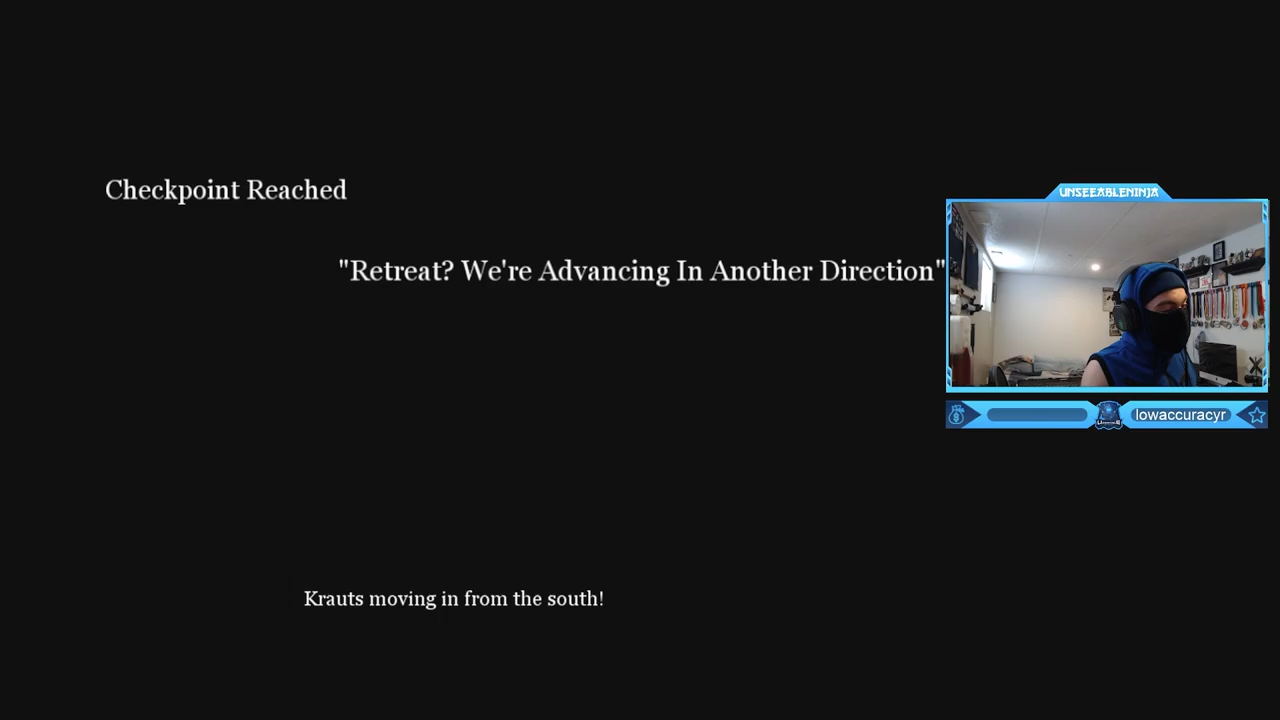 UNSEEABLENINJA
Checkpoint Reached
"Retreat? We're Advancing In Another Direction"
lowaccuracyr
Krauts moving in from the south!